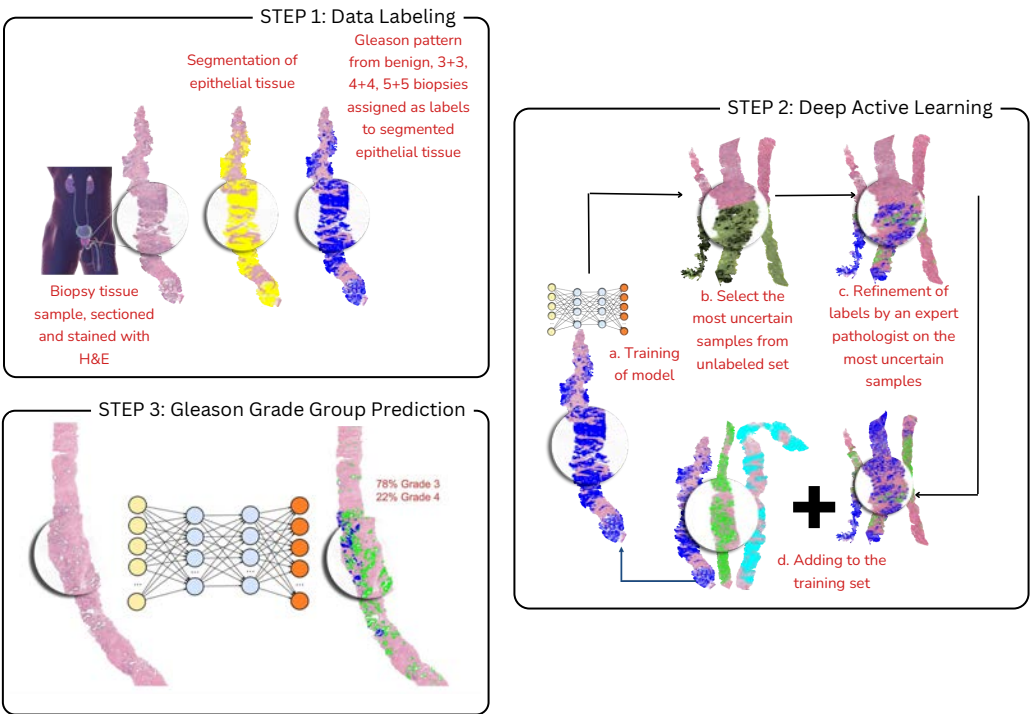 STEP 1: Data Labeling
Segmentation of
epithelial tissue
Gleason pattern
from benign, 3+3,
4+4, 5+5 biopsies
assigned as labels
to segmented
epithelial tissue
Biopsy tissue
sample, sectioned
and stained with
H&E
STEP 2: Deep Active Learning
a. Training
of model
b. Select the
most uncertain
samples from
unlabeled set
c. Refinement of
labels by an expert
pathologist on the
most uncertain
samples
d. Adding to the
training set
STEP 3: Gleason Grade Group Prediction
78% Grade 3
22% Grade 4